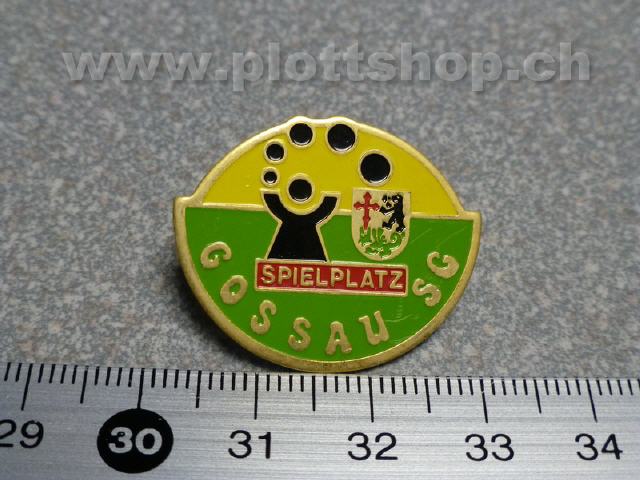 www.plottshop.ch
SPIELPLATZ
GOSSAU SG
29 30 31 32 33 34